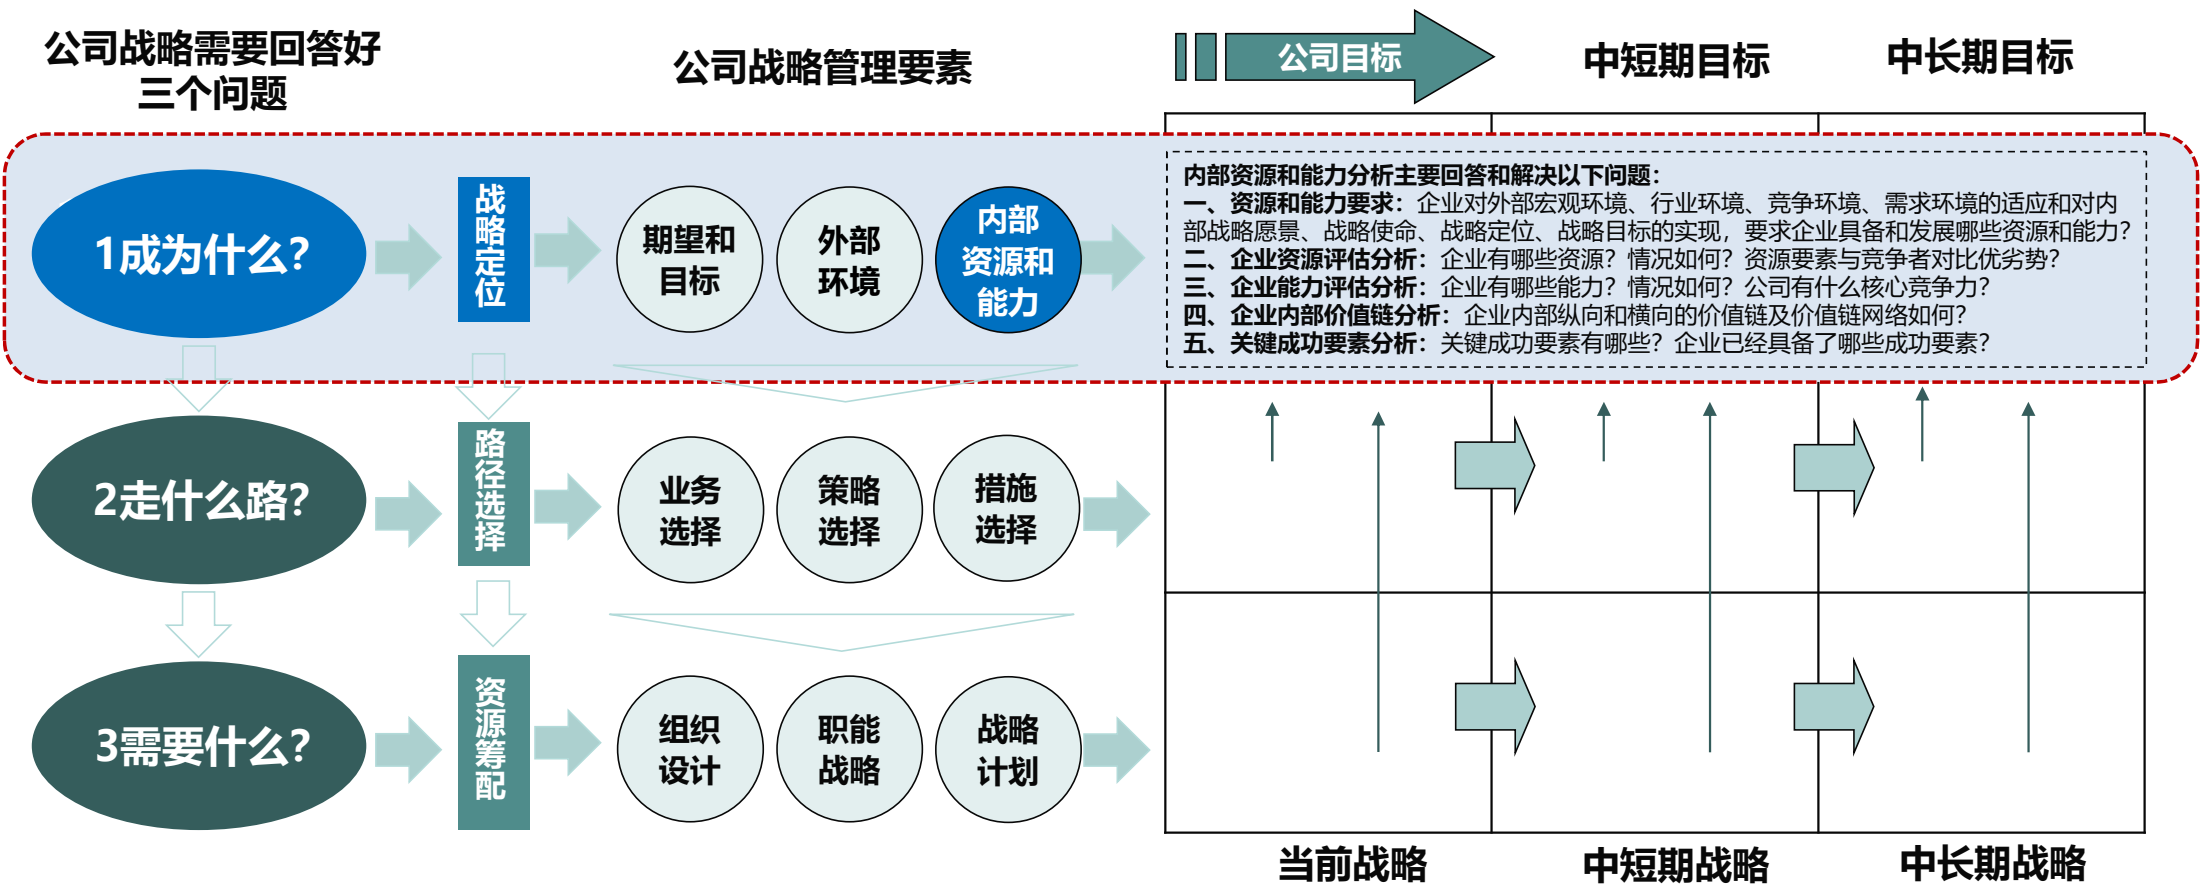 公司战略需要回答好
三个问题
公司战略管理要素
公司目标
中短期目标
中长期目标
1成为什么？
战略定位
期望和
目标
外部
环境
内部
资源和
能力
内部资源和能力分析主要回答和解决以下问题：
一、资源和能力要求：企业对外部宏观环境、行业环境、竞争环境、需求环境的适应和对内
部战略愿景、战略使命、战略定位、战略目标的实现，要求企业具备和发展哪些资源和能力？
二、企业资源评估分析：企业有哪些资源？情况如何？资源要素与竞争者对比优劣势？
三、企业能力评估分析：企业有哪些能力？情况如何？公司有什么核心竞争力？
四、企业内部价值链分析：企业内部纵向和横向的价值链及价值链网络如何？
五、关键成功要素分析：关键成功要素有哪些？企业已经具备了哪些成功要素？
2走什么路？
路径选择
业务
选择
策略
选择
措施
选择
3需要什么？
资源筹配
组织
设计
职能
战略
战略
计划
当前战略
中短期战略
中长期战略